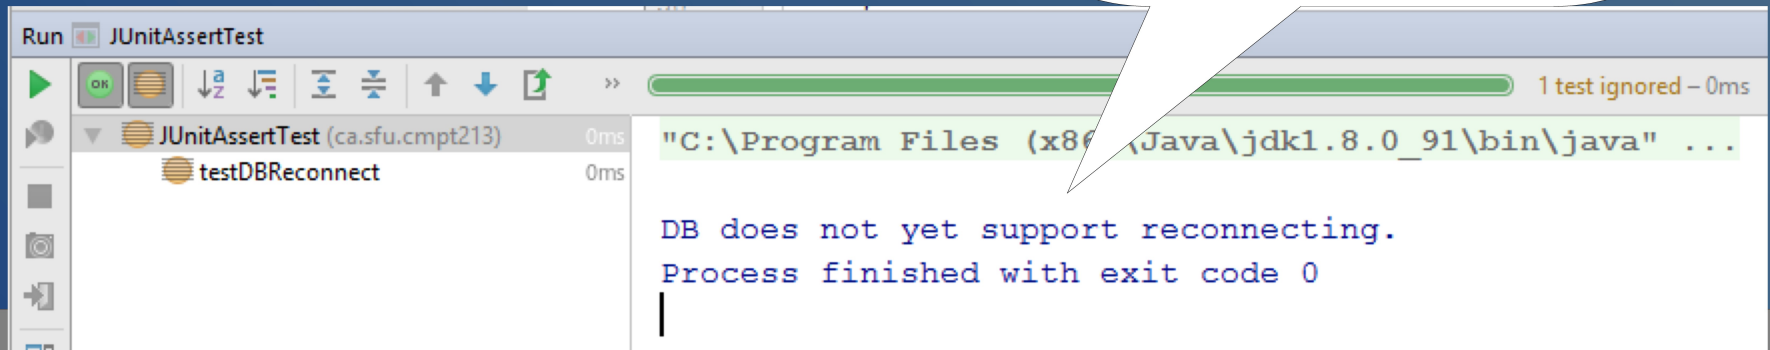 Run JUnitAssertTest
OK
a
z
»
1 test ignored – 0ms
JUnitAssertTest (ca.sfu.cmpt213) 0ms
testDBReconnect 0ms
"C:\Program Files (x86 \Java\jdk1.8.0_91\bin\java" ...
DB does not yet support reconnecting.
Process finished with exit code 0